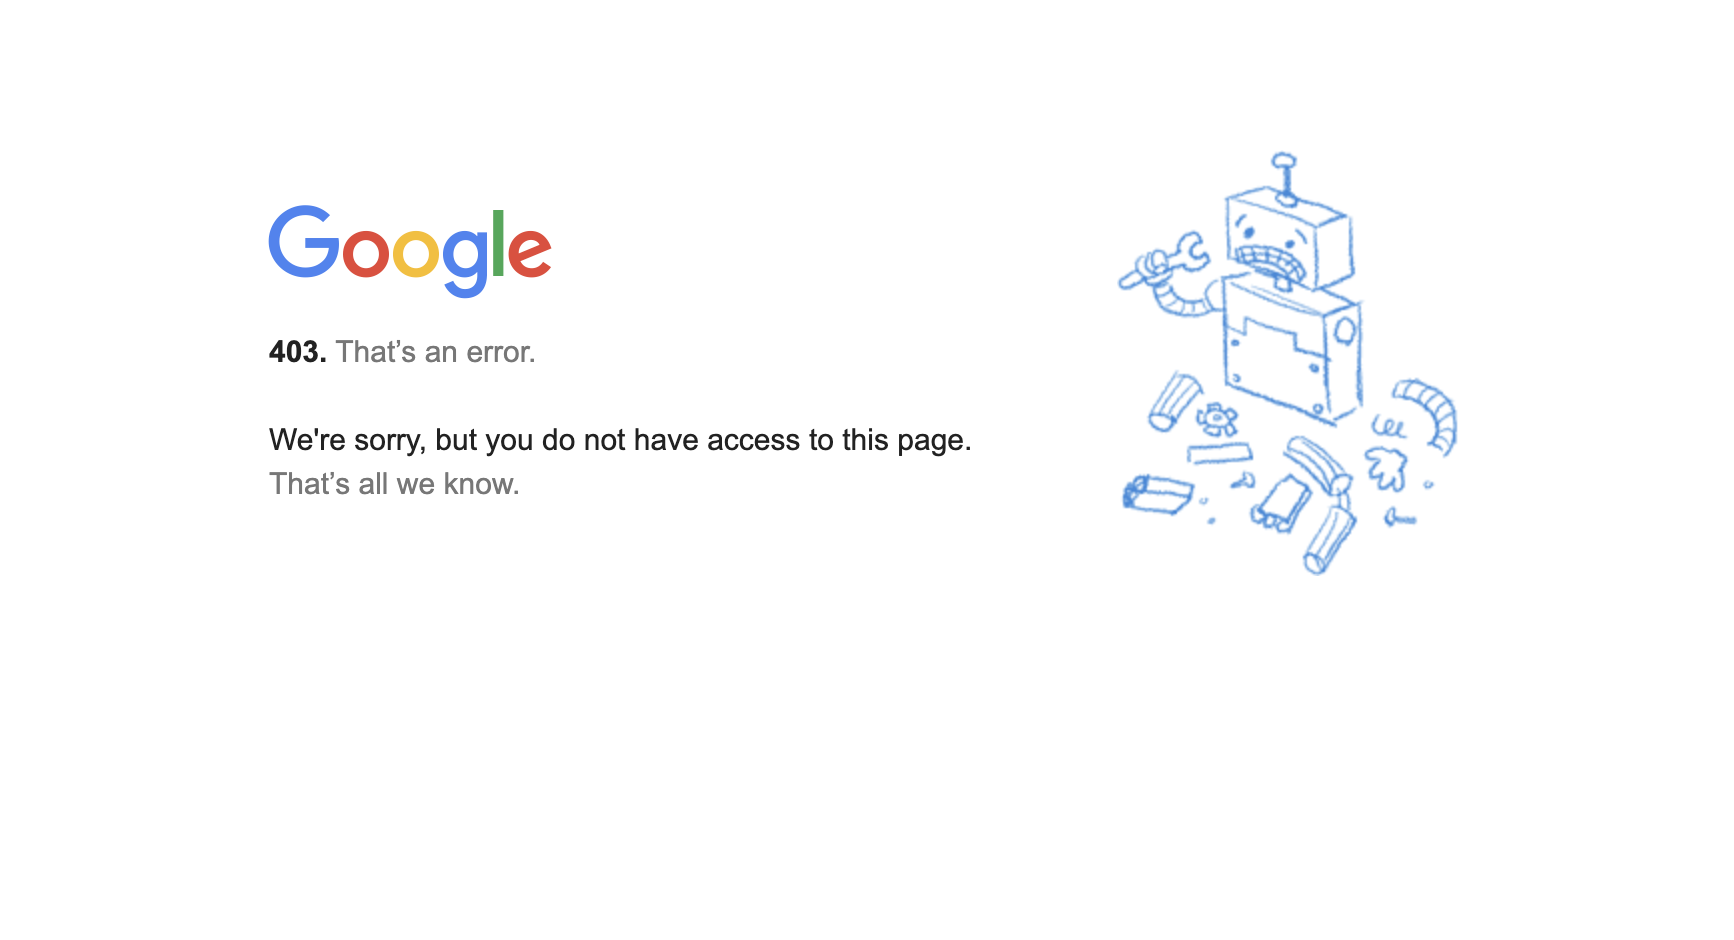 Google
403. That’s an error.
We're sorry, but you do not have access to this page.
That’s all we know.